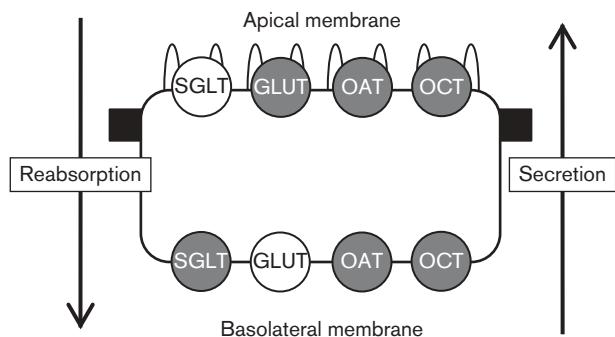 Apical membrane
SGLT GLUT OAT OCT
Reabsorption
Secretion
SGLT GLUT OAT OCT
Basolateral membrane